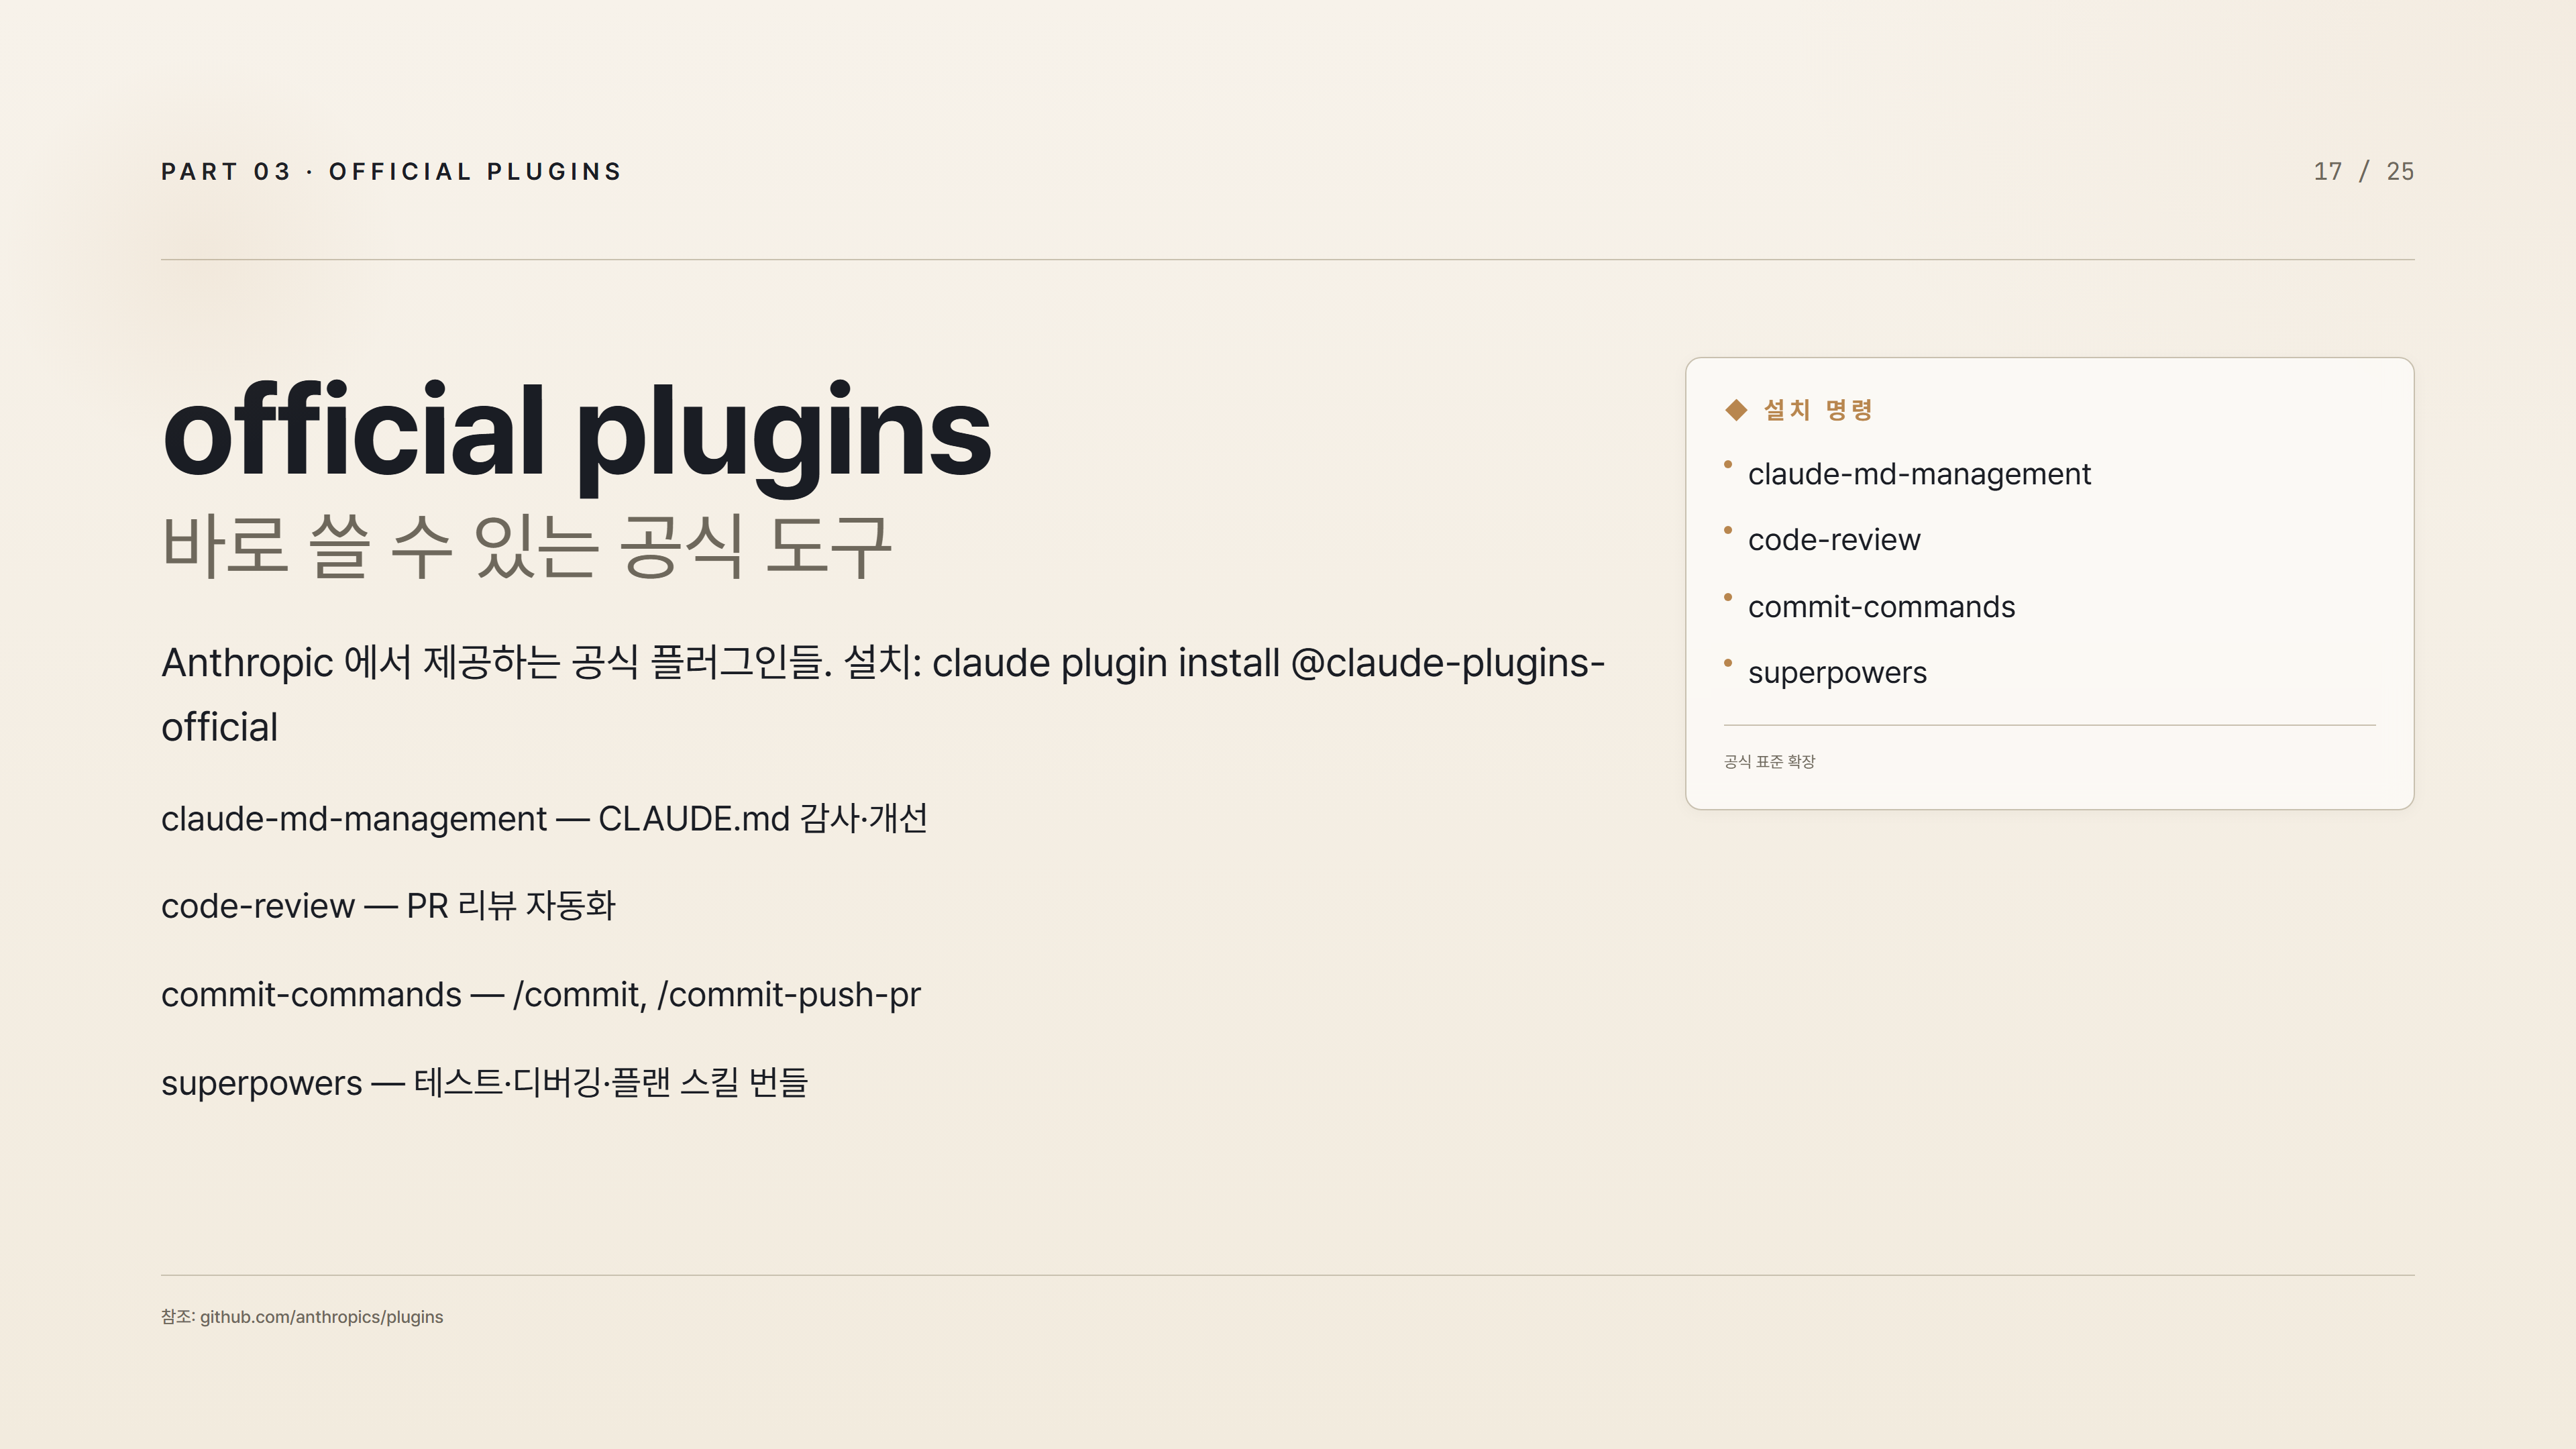 PART 03 · OFFICIAL PLUGINS
17 / 25
official plugins
바로 쓸 수 있는 공식 도구
Anthropic 에서 제공하는 공식 플러그인들. 설치: claude plugin install @claude-plugins-
official
claude-md-management — CLAUDE.md 감사·개선
code-review — PR 리뷰 자동화
commit-commands — /commit, /commit-push-pr
superpowers — 테스트·디버깅·플랜 스킬 번들
◆ 설치 명령
• claude-md-management
• code-review
• commit-commands
• superpowers
공식 표준 확장
참조: github.com/anthropics/plugins